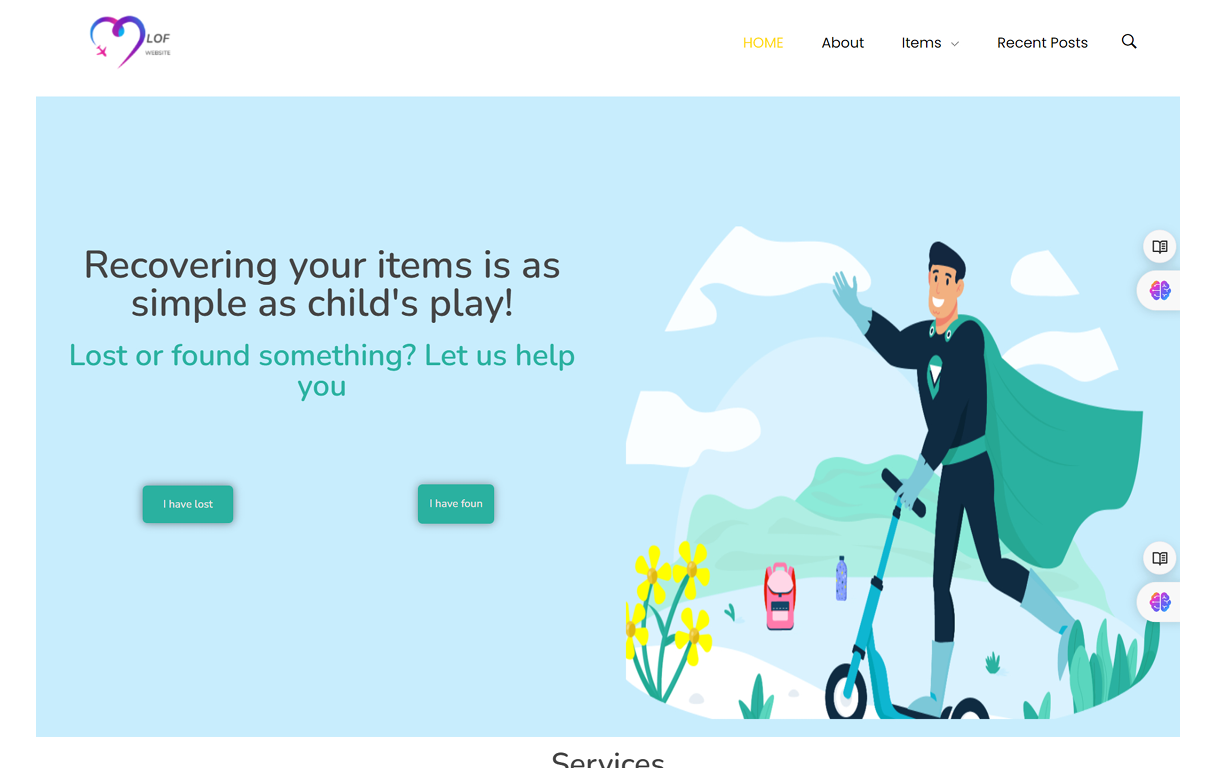 LOF
WEBSITE
HOME About Items Recent Posts
Recovering your items is as
simple as child's play!
Lost or found something? Let us help
you
I have lost
I have foun
Services